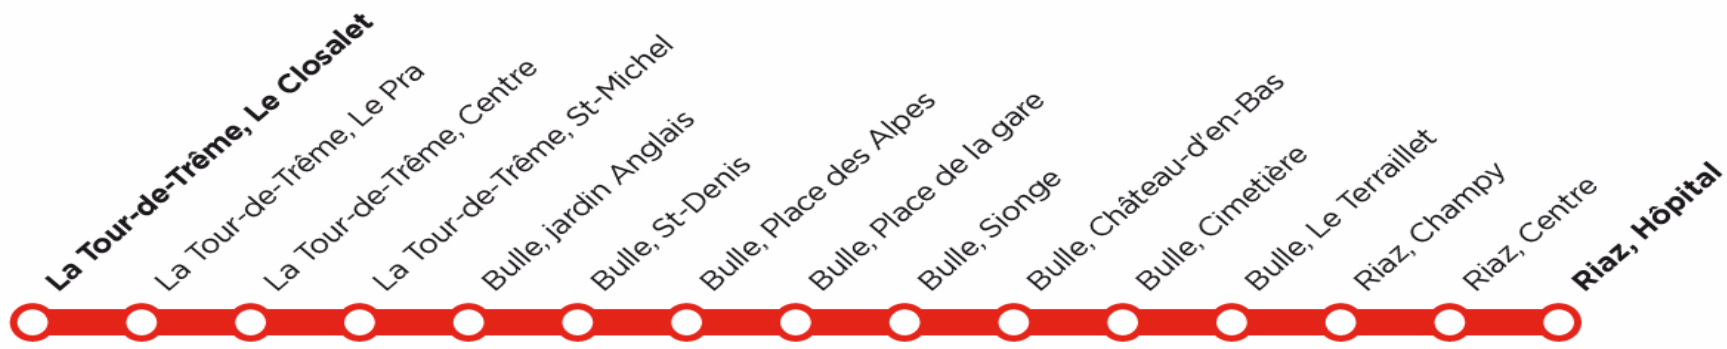 La Tour-de-Trême, Le Closalet
La Tour-de-Trême, Le Pra
La Tour-de-Trême, Centre
La Tour-de-Trême, St-Michel
Bulle, jardin Anglais
Bulle, St-Denis
Bulle, Place des Alpes
Bulle, Place de la gare
Bulle, Sionge
Bulle, Château-d'en-Bas
Bulle, Cimetière
Bulle, Le Terraillet
Riaz, Champy
Riaz, Centre
Riaz, Hôpital